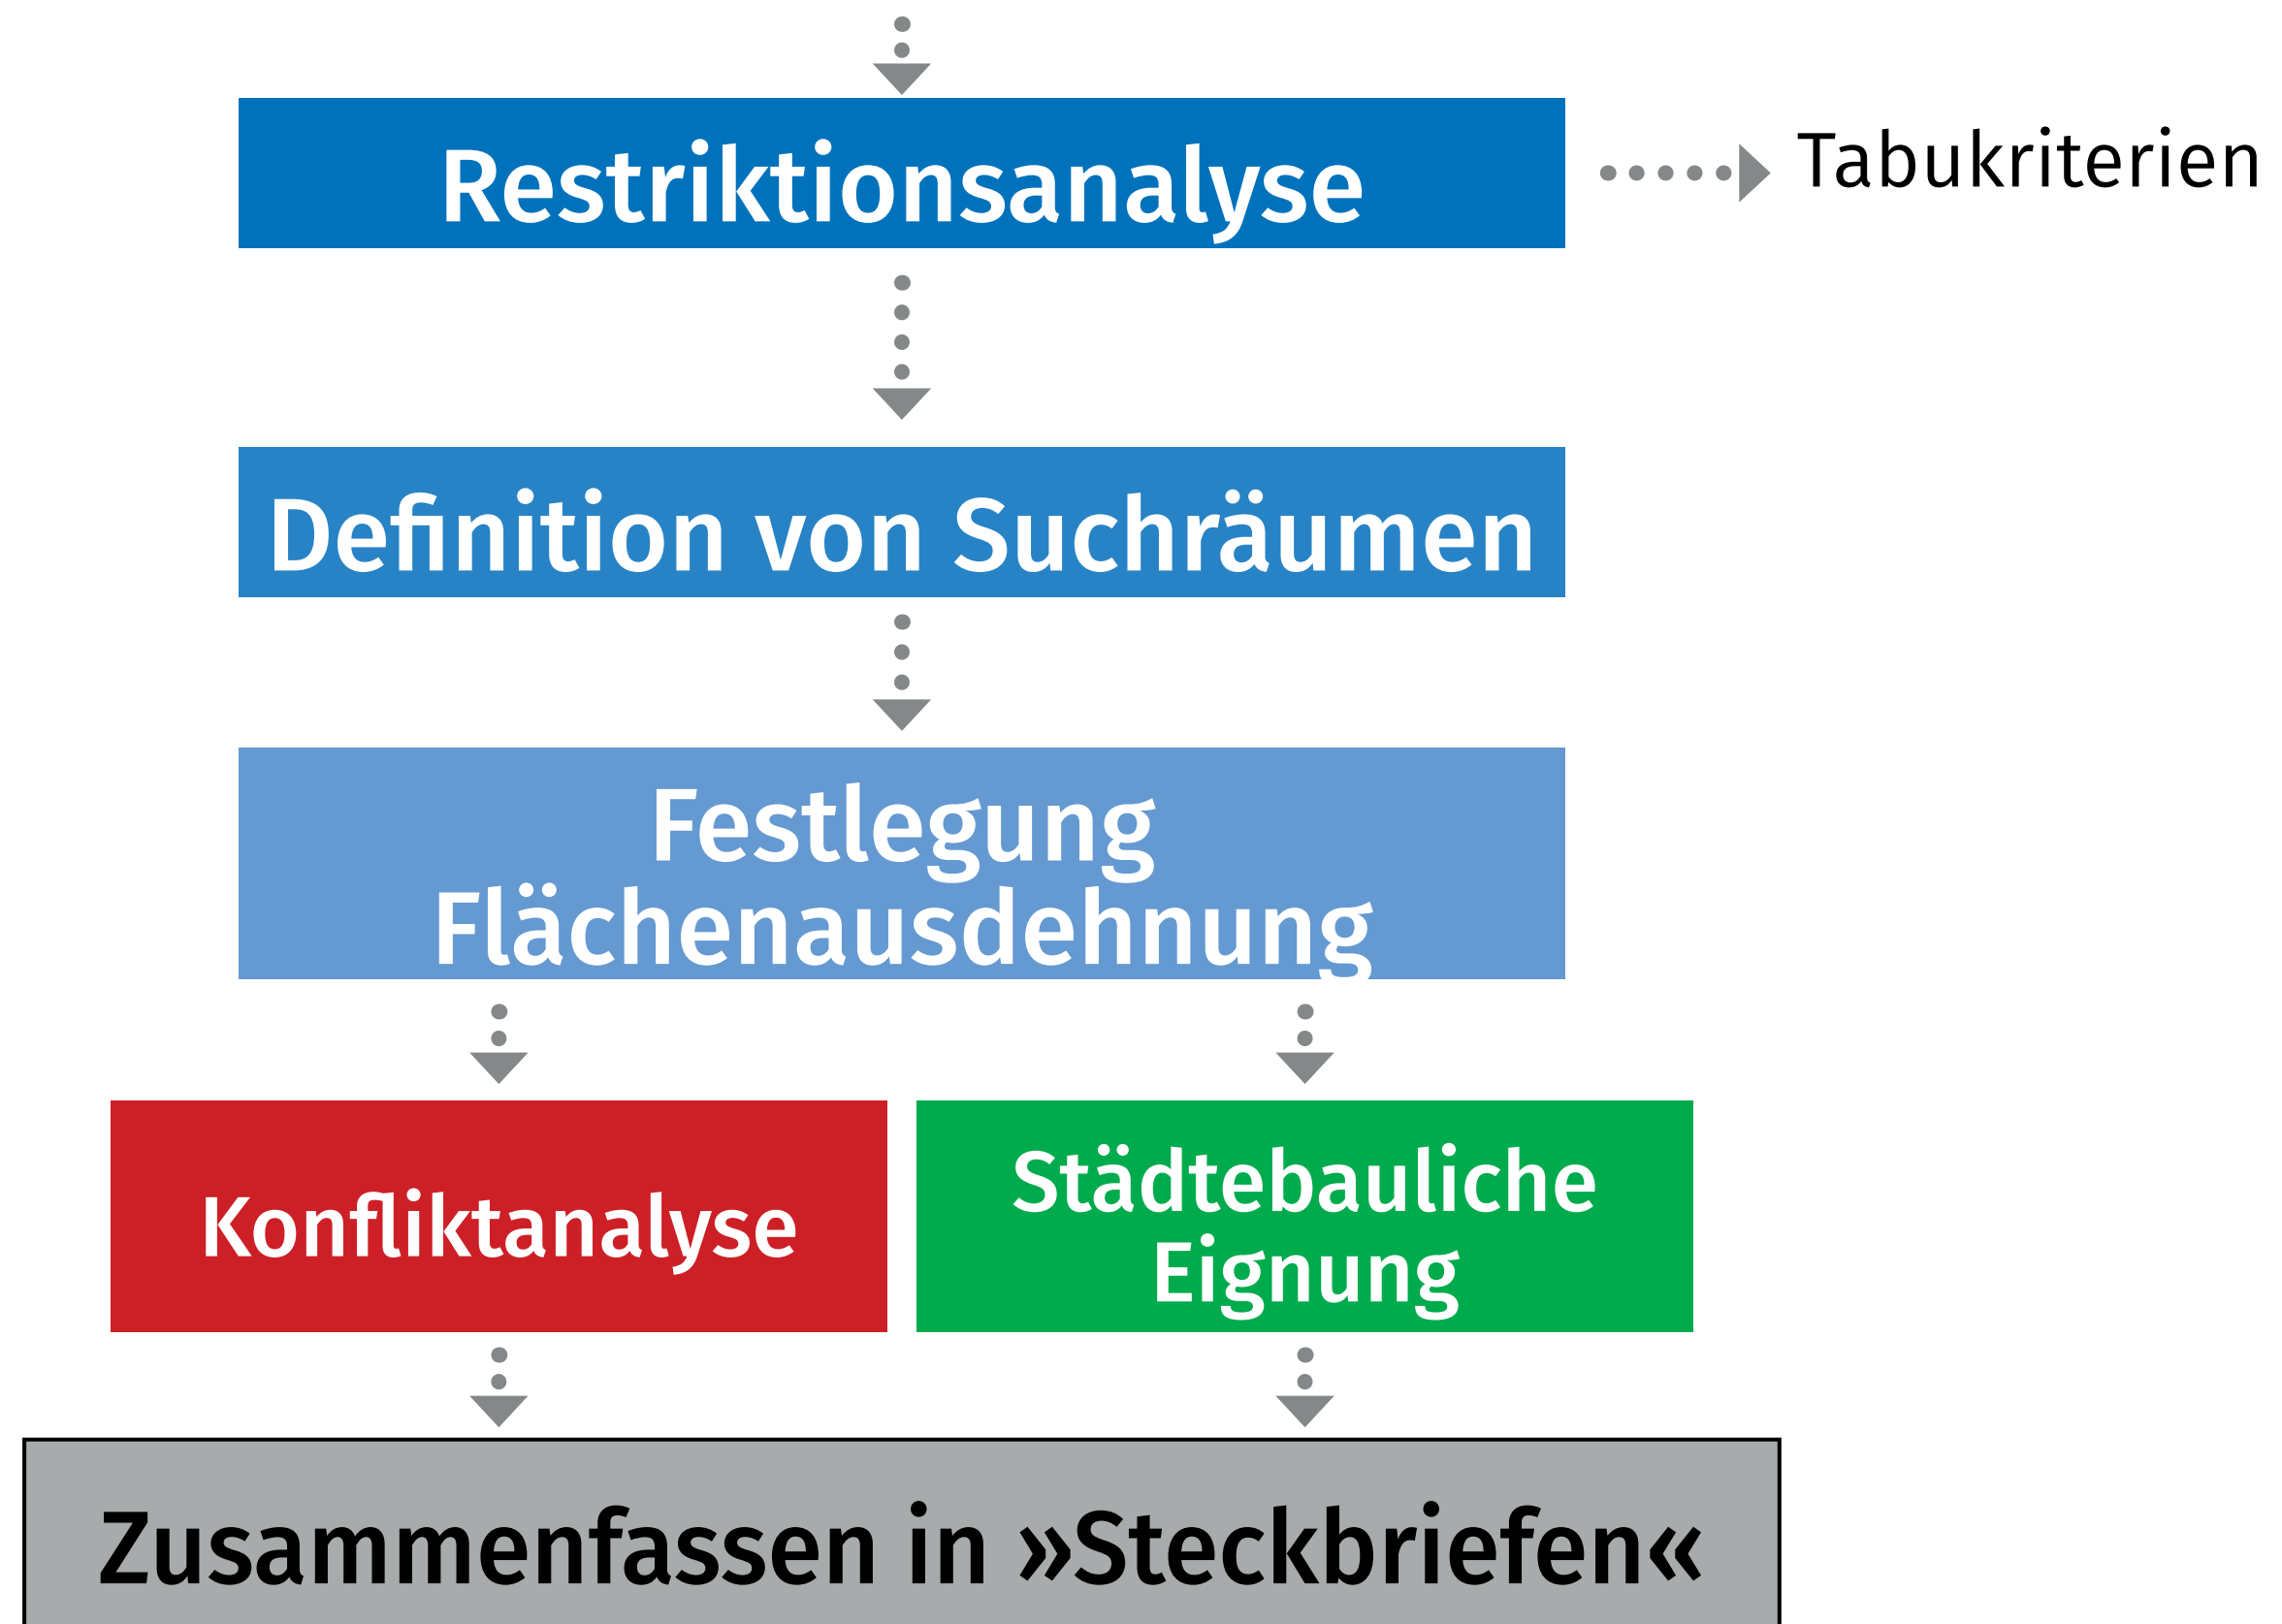 Restriktionsanalyse
Tabukriterien
Definition von Suchräumen
Festlegung
Flächenausdehnung
Konfliktanalyse
Städtebauliche
Eignung
Zusammenfassen in »Steckbriefen«